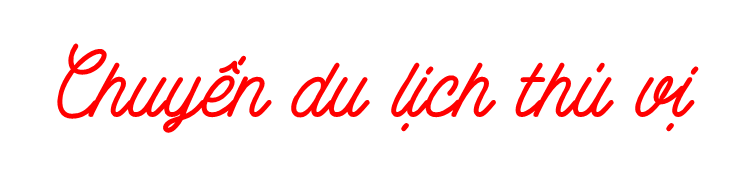 Chuyến du lịch thú vị